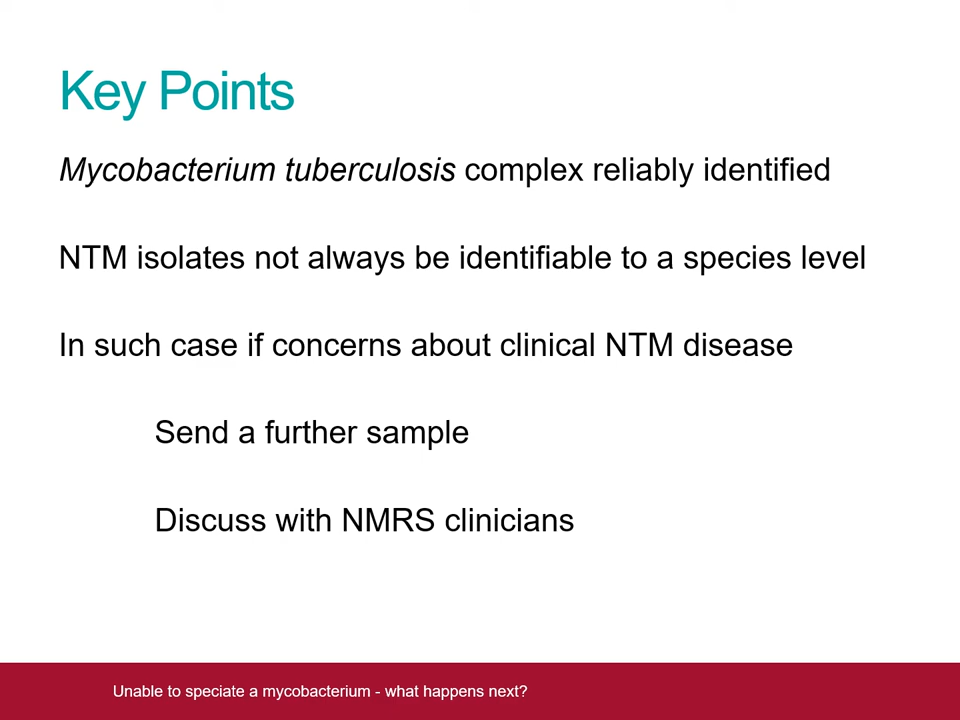 Key Points
Mycobacterium tuberculosis complex reliably identified
NTM isolates not always be identifiable to a species level
In such case if concerns about clinical NTM disease
Send a further sample
Discuss with NMRS clinicians
Unable to speciate a mycobacterium - what happens next?